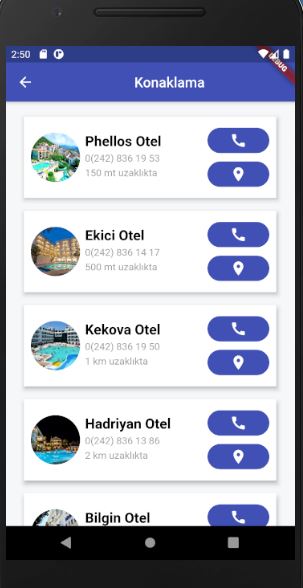 2:50
DEBUG
Konaklama
Phellos Otel
0(242) 836 19 53
150 mt uzaklıkta
Ekici Otel
0(242) 836 14 17
500 mt uzaklıkta
Kekova Otel
0(242) 836 19 50
1 km uzaklıkta
Hadriyan Otel
0(242) 836 13 86
2 km uzaklıkta
Bilgin Otel